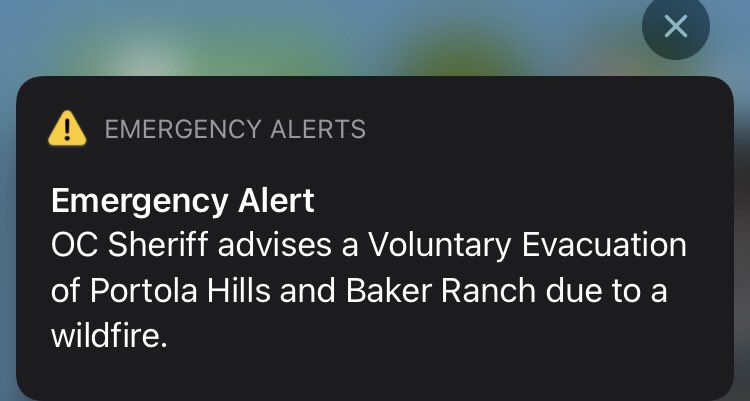 EMERGENCY ALERTS
Emergency Alert
OC Sheriff advises a Voluntary Evacuation
of Portola Hills and Baker Ranch due to a
wildfire.